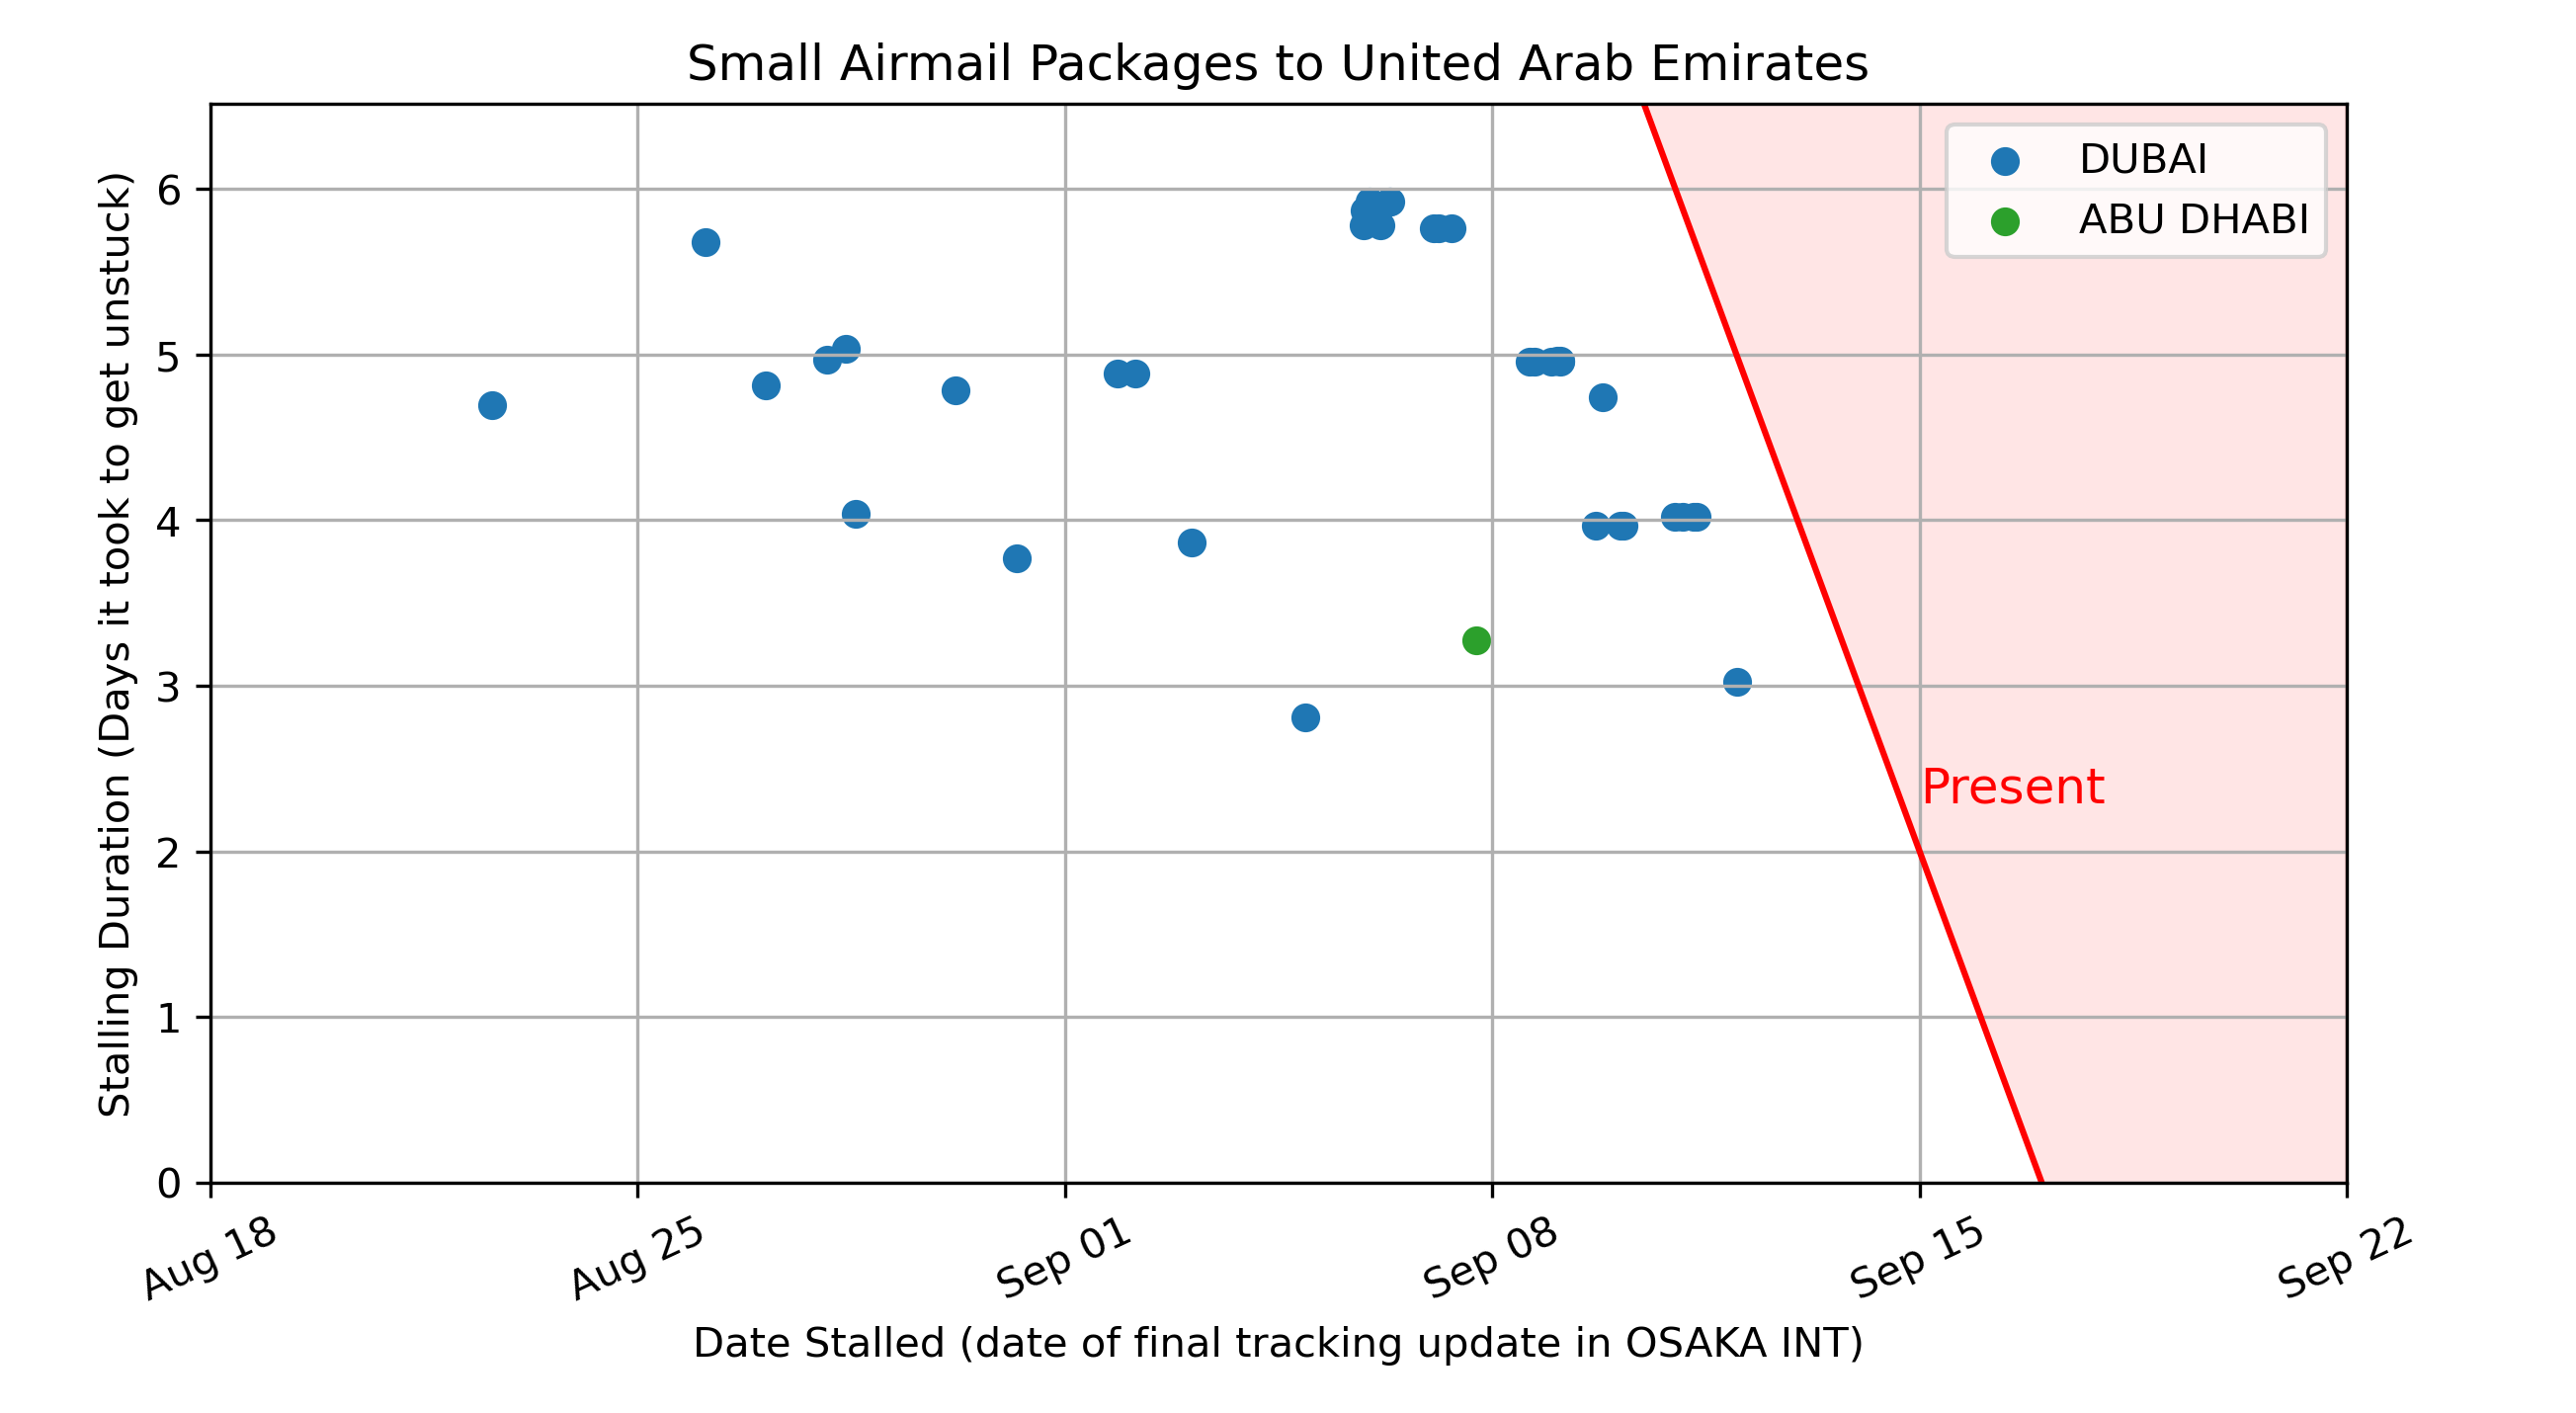 Small Airmail Packages to United Arab Emirates
Stalling Duration (Days it took to get unstuck)
6
5
4
3
2
1
0
DUBAI
ABU DHABI
Present
Aug 18
Aug 25
Sep 01
Sep 08
Sep 15
Sep 22
Date Stalled (date of final tracking update in OSAKA INT)